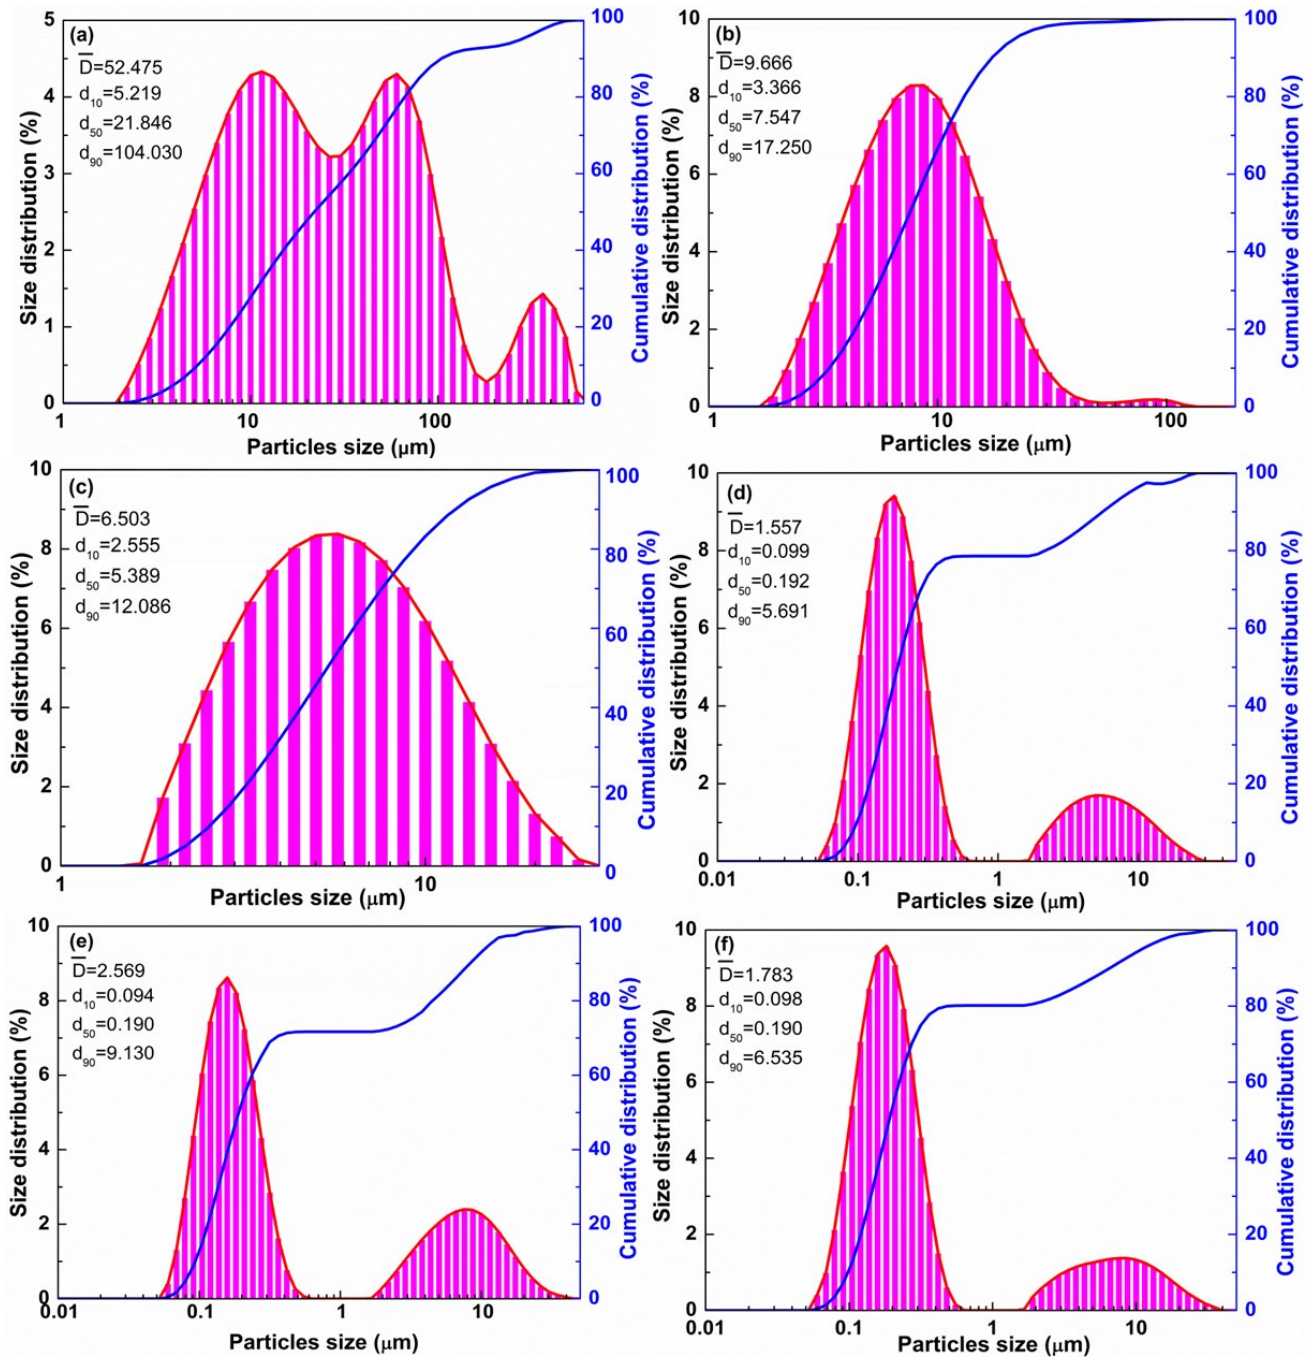 (a)
D̅=52.475
d10=5.219
d50=21.846
d90=104.030
Size distribution (%)
0
1
2
3
4
5
1
10
100
Particles size (μm)
0
20
40
60
80
100
Cumulative distribution (%)
(b)
D̅=9.666
d10=3.366
d50=7.547
d90=17.250
Size distribution (%)
0
2
4
6
8
10
1
10
100
Particles size (μm)
0
20
40
60
80
100
Cumulative distribution (%)
(c)
D̅=6.503
d10=2.555
d50=5.389
d90=12.086
Size distribution (%)
0
2
4
6
8
10
1
10
Particles size (μm)
0
20
40
60
80
100
Cumulative distribution (%)
(d)
D̅=1.557
d10=0.099
d50=0.192
d90=5.691
Size distribution (%)
0
2
4
6
8
10
0.01
0.1
1
10
Particles size (μm)
0
20
40
60
80
100
Cumulative distribution (%)
(e)
D̅=2.569
d10=0.094
d50=0.190
d90=9.130
Size distribution (%)
0
2
4
6
8
10
0.01
0.1
1
10
Particles size (μm)
0
20
40
60
80
100
Cumulative distribution (%)
(f)
D̅=1.783
d10=0.098
d50=0.190
d90=6.535
Size distribution (%)
0
2
4
6
8
10
0.01
0.1
1
10
Particles size (μm)
0
20
40
60
80
100
Cumulative distribution (%)